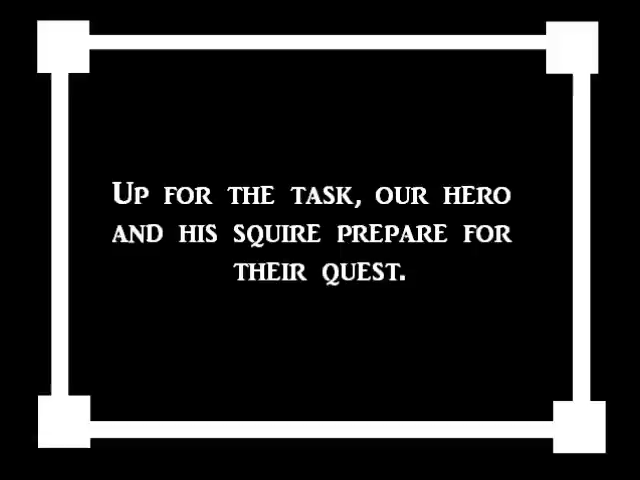 Up for the task, our hero
and his squire prepare for
their quest.